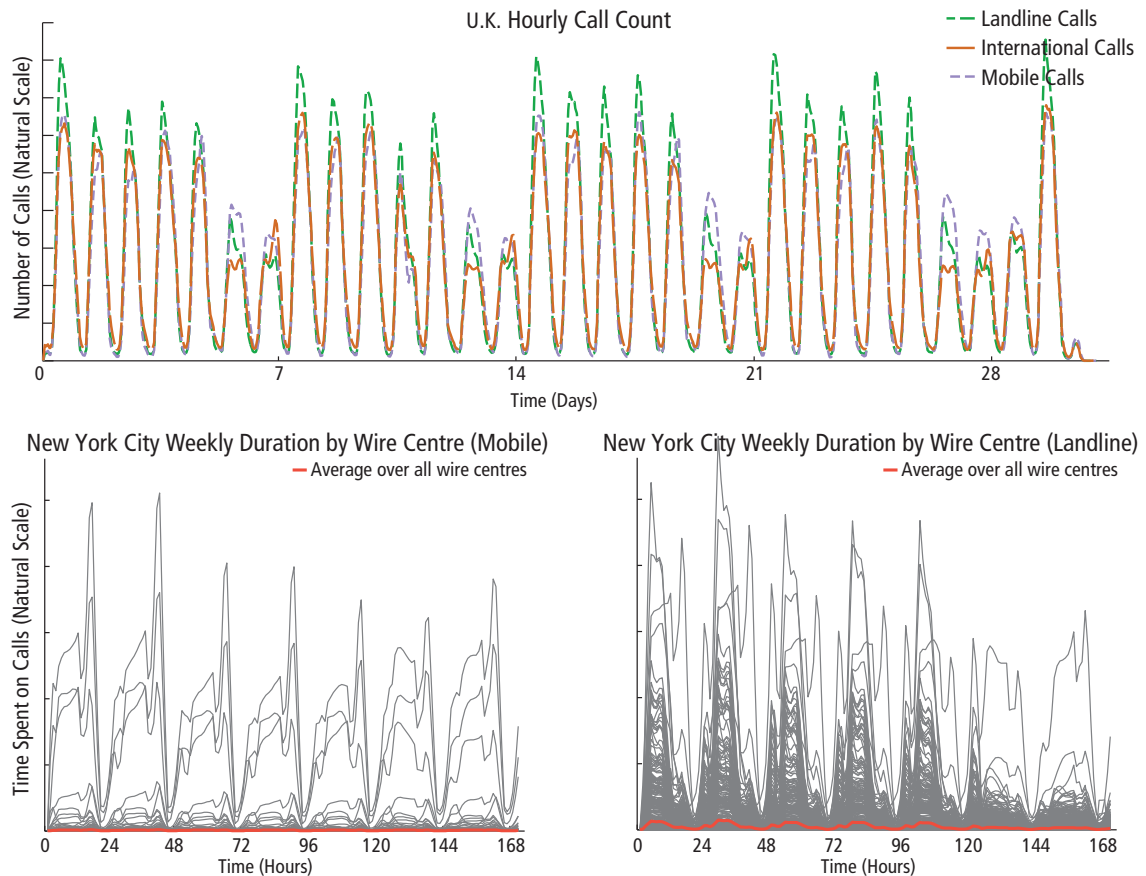 U.K. Hourly Call Count
Landline Calls
International Calls
Mobile Calls
Number of Calls (Natural Scale)
0 7 14 21 28
Time (Days)
New York City Weekly Duration by Wire Centre (Mobile)
Average over all wire centres
Time Spent on Calls (Natural Scale)
0 24 48 72 96 120 144 168
Time (Hours)
New York City Weekly Duration by Wire Centre (Landline)
Average over all wire centres
0 24 48 72 96 120 144 168
Time (Hours)